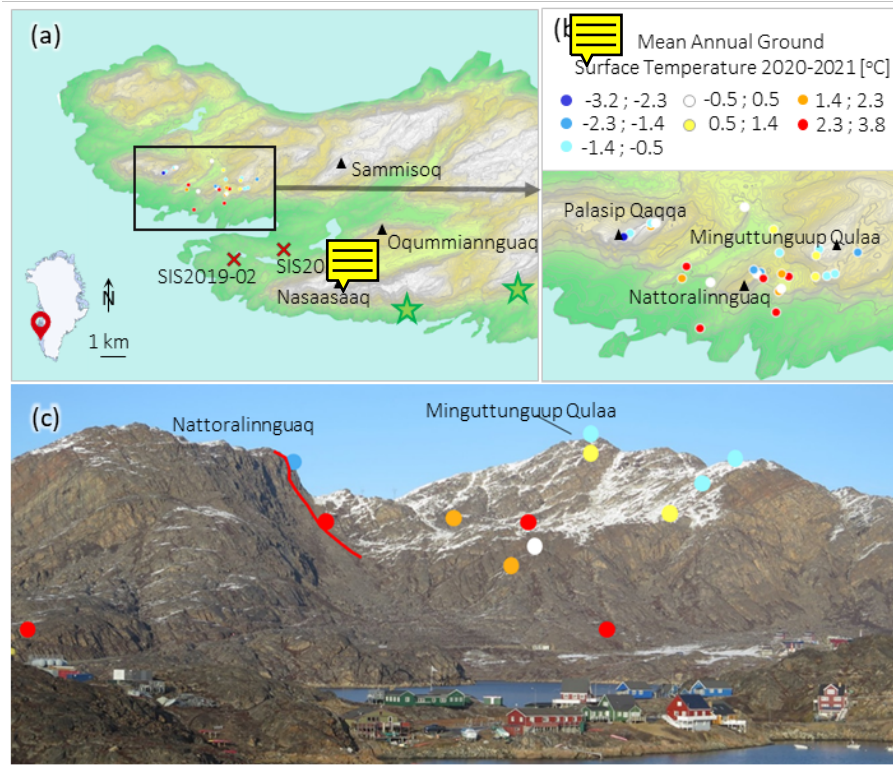 (a)
Sammisoq
Oqummiannguaq
SIS2019-02
SIS20
Nasaasaaq
N
1 km
(b
Mean Annual Ground
Surface Temperature 2020-2021 [°C]
-3.2 ; -2.3
-0.5 ; 0.5
1.4 ; 2.3
-2.3 ; -1.4
0.5 ; 1.4
2.3 ; 3.8
-1.4 ; -0.5
Palasip Qaqqa
Minguttunguup Qulaa
Nattoralinnguaq
(c)
Nattoralinnguaq
Minguttunguup Qulaa